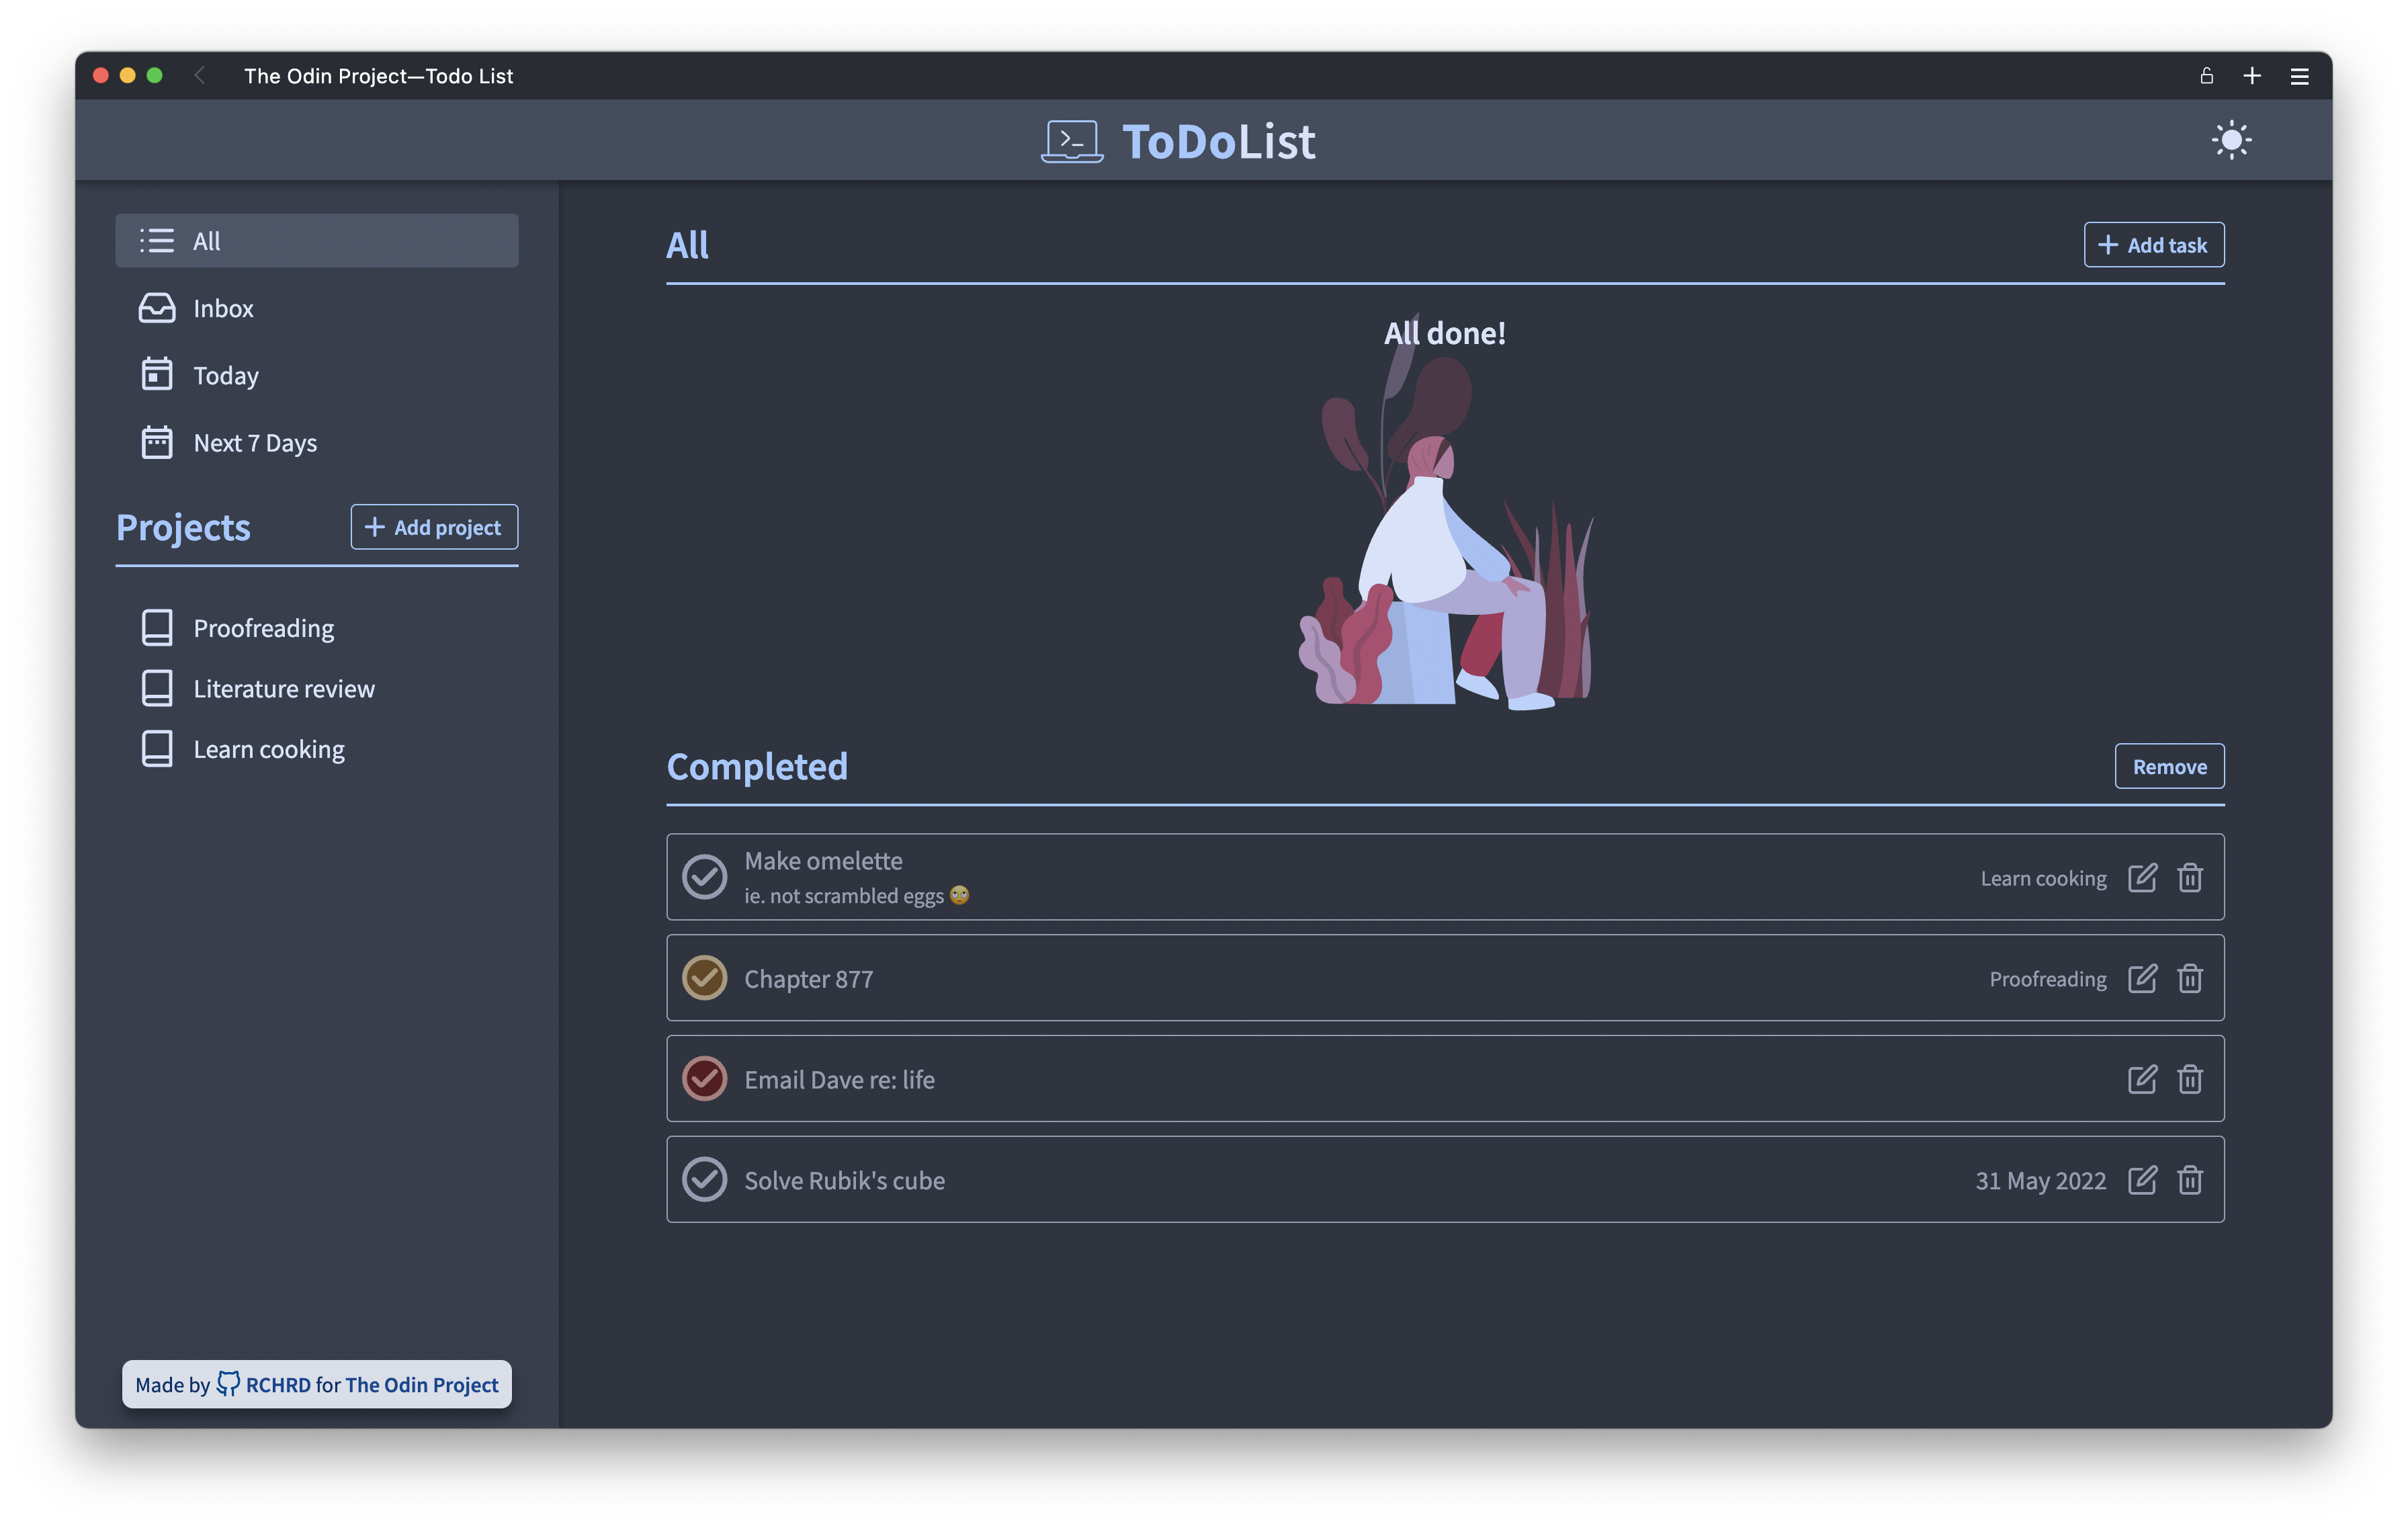 The Odin Project—Todo List
ToDoList
All
Inbox
Today
Next 7 Days
Projects
Add project
Proofreading
Literature review
Learn cooking
Made by RCHRD for The Odin Project
All
Add task
All done!
Completed
Remove
Make omelette
ie. not scrambled eggs 🙄
Learn cooking
Chapter 877
Proofreading
Email Dave re: life
Solve Rubik's cube
31 May 2022